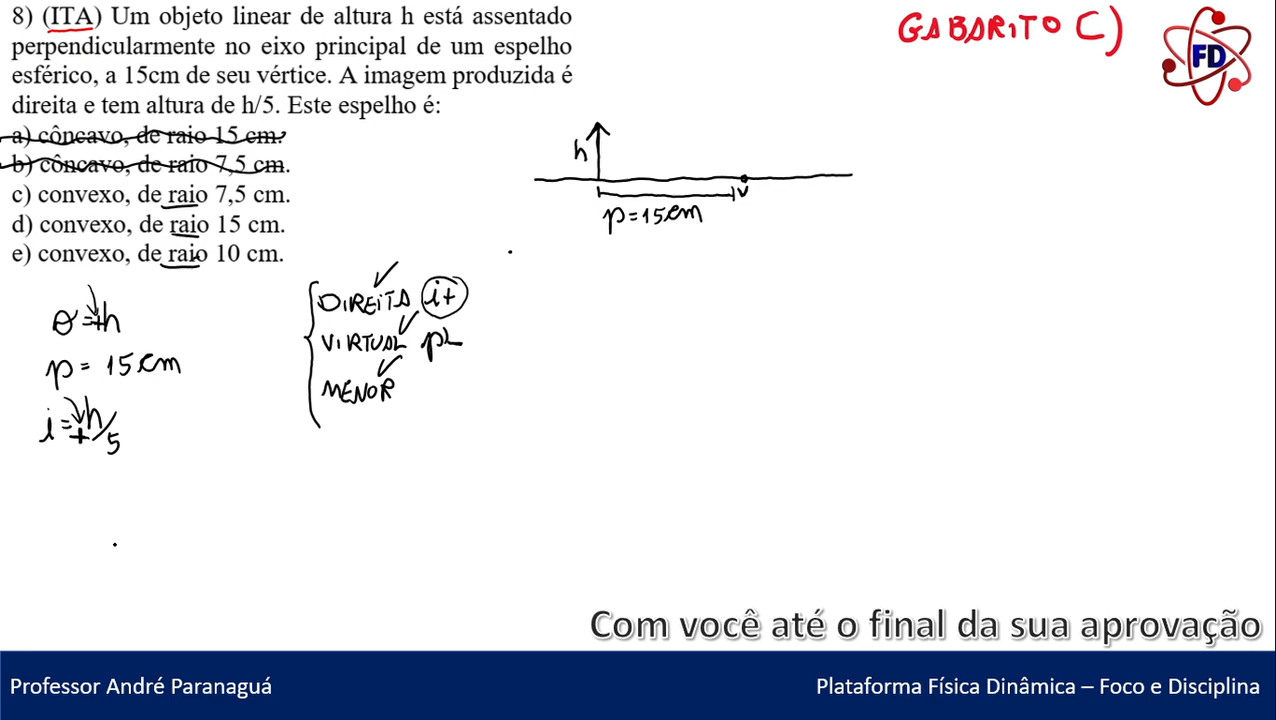 8) (ITA) Um objeto linear de altura h está assentado
perpendicularmente no eixo principal de um espelho
esférico, a 15cm de seu vértice. A imagem produzida é
direita e tem altura de h/5. Este espelho é:
a) côncavo, de raio 15 cm.
b) côncavo, de raio 7,5 cm.
c) convexo, de raio 7,5 cm.
d) convexo, de raio 15 cm.
e) convexo, de raio 10 cm.
GABARITO C)
FD
h
V
p = 15cm
DIREITA i+
VIRTUAL
MENOR
= +h
p = 15 cm
i = + h/5
Com você até o final da sua aprovação
Professor André Paranaguá
Plataforma Física Dinâmica – Foco e Disciplina